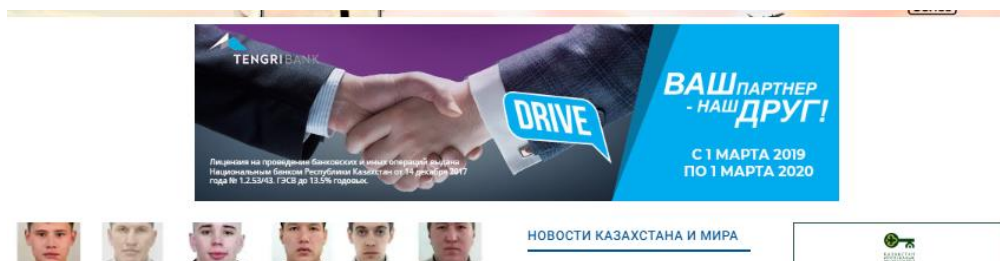 TENGRIBANK
DRIVE
ВАШ ПАРТНЕР
- НАШ ДРУГ!
С 1 МАРТА 2019
ПО 1 МАРТА 2020
Лицензия на проведение банковских и иных операций выдана
Национальным банком Республики Казахстан от 14 декабря 2017
года № 1.2.53/43. ГЭСВ до 13.5% годовых.
НОВОСТИ КАЗАХСТАНА И МИРА